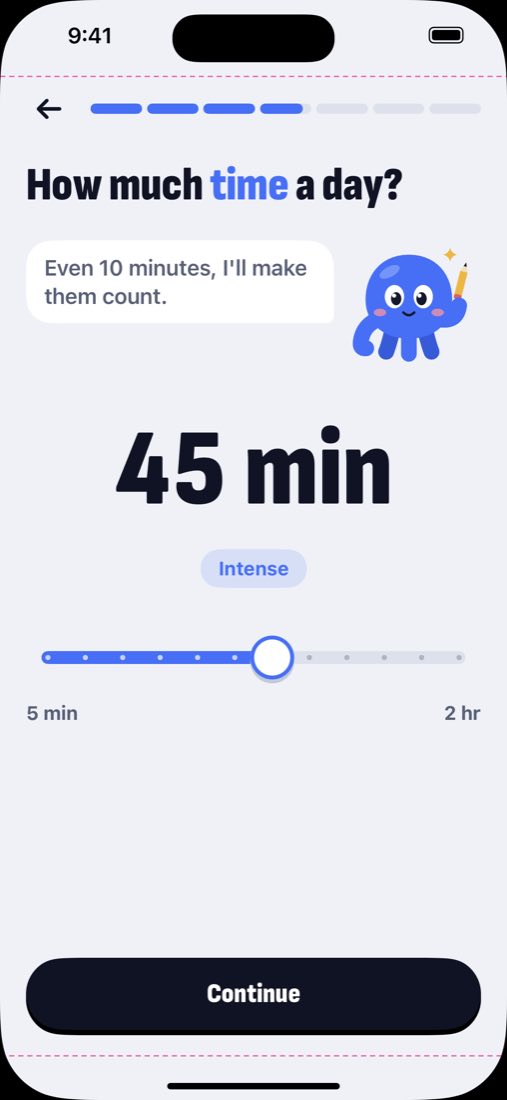 9:41
How much time a day?
Even 10 minutes, I'll make
them count.
45 min
Intense
5 min
2 hr
Continue